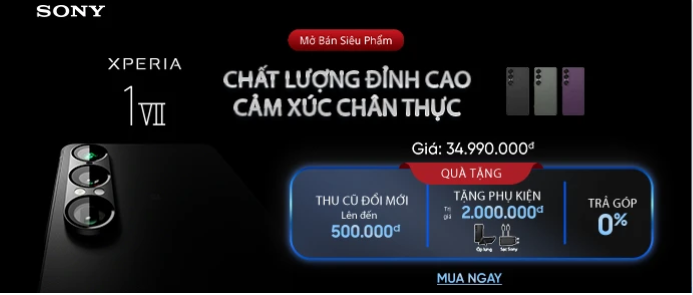 SONY
Mở Bán Siêu Phẩm
XPERIA
1 VII
CHẤT LƯỢNG ĐỈNH CAO
CẢM XÚC CHÂN THỰC
Giá: 34.990.000đ
QUÀ TẶNG
THU CŨ ĐỔI MỚI
Lên đến
500.000đ
TẶNG PHỤ KIỆN
Trị giá 2.000.000đ
Ốp lưng
Sạc Sony
TRẢ GÓP
0%
MUA NGAY